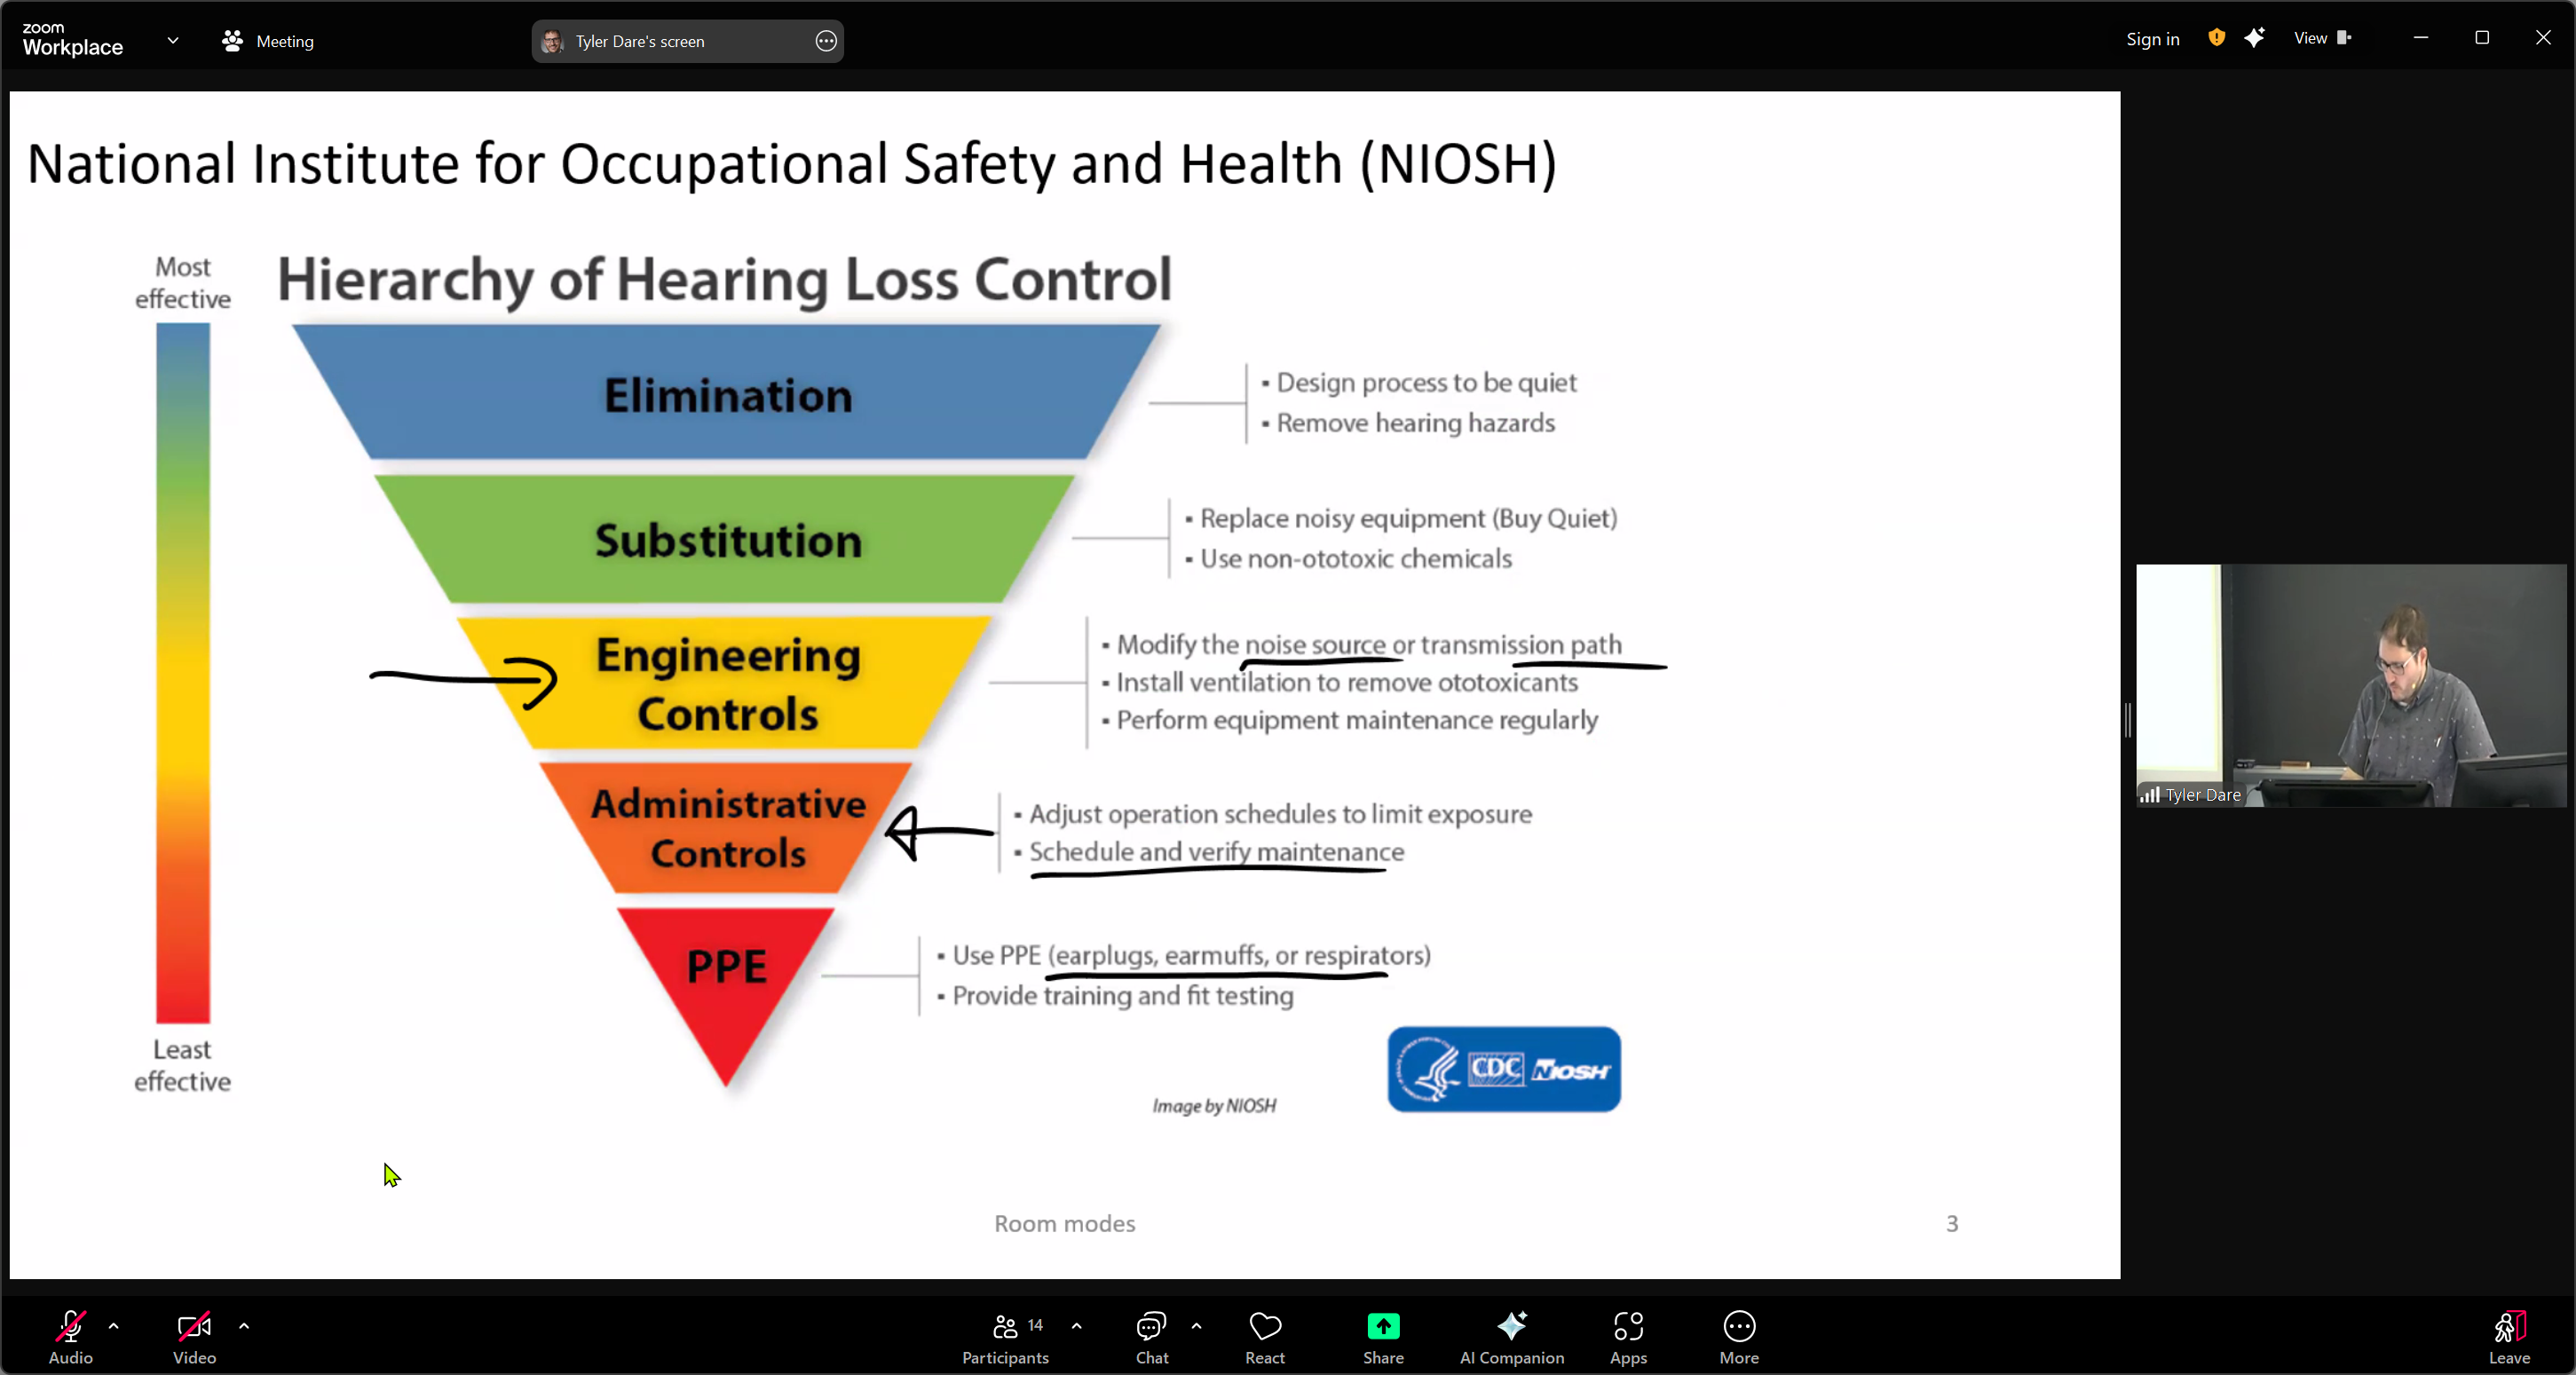 zoom
Workplace
Meeting
Tyler Dare's screen
Sign in
View
National Institute for Occupational Safety and Health (NIOSH)
Most
effective
Hierarchy of Hearing Loss Control
Elimination
▪ Design process to be quiet
▪ Remove hearing hazards
Substitution
▪ Replace noisy equipment (Buy Quiet)
▪ Use non-ototoxic chemicals
Engineering
Controls
▪ Modify the noise source or transmission path
▪ Install ventilation to remove ototoxicants
▪ Perform equipment maintenance regularly
Administrative
Controls
▪ Adjust operation schedules to limit exposure
▪ Schedule and verify maintenance
PPE
▪ Use PPE (earplugs, earmuffs, or respirators)
▪ Provide training and fit testing
Least
effective
CDC NIOSH
Image by NIOSH
Room modes
3
Tyler Dare
Audio
Video
14
Participants
Chat
React
Share
AI Companion
Apps
More
Leave